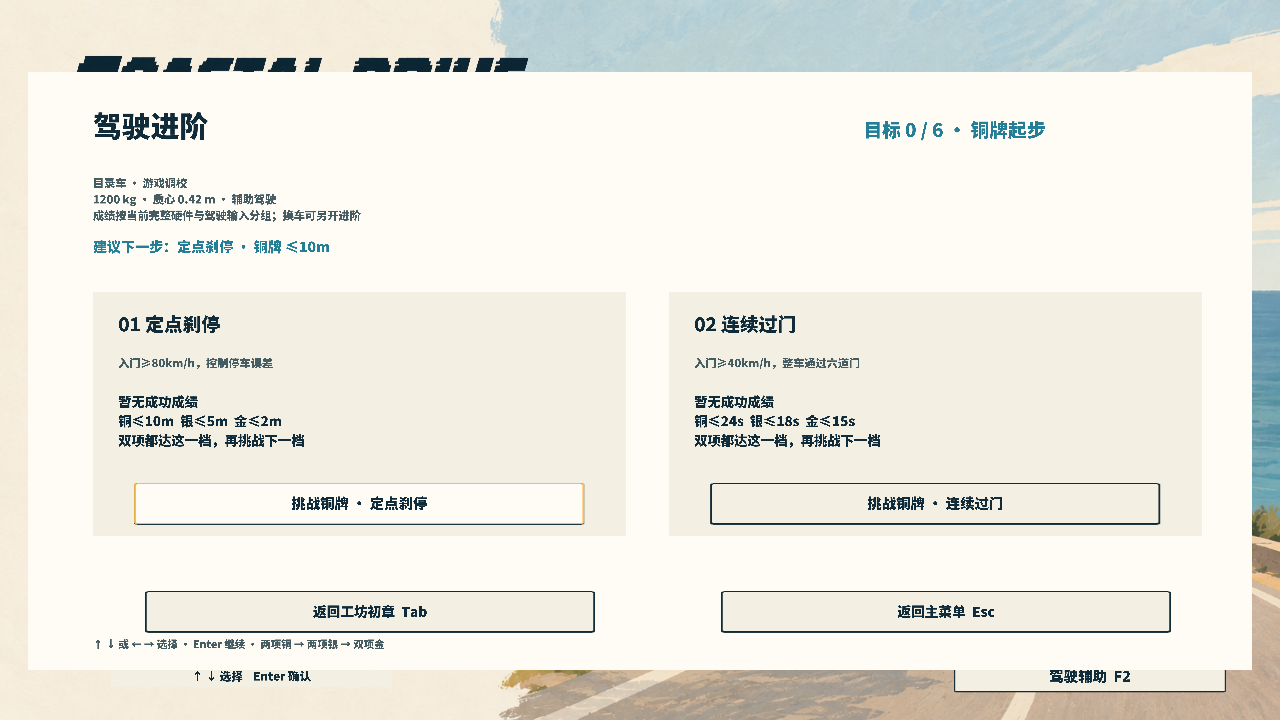 驾驶进阶
目标 0 / 6 · 铜牌起步
目录车 · 游戏调校
1200 kg · 质心 0.42 m · 辅助驾驶
成绩按当前完整硬件与驾驶输入分组；换车可另开进阶
建议下一步：定点刹停 · 铜牌 ≤10m
01 定点刹停
入门≥80km/h，控制停车误差
暂无成功成绩
铜≤10m 银≤5m 金≤2m
双项都达这一档，再挑战下一档
挑战铜牌 · 定点刹停
02 连续过门
入门≥40km/h，整车通过六道门
暂无成功成绩
铜≤24s 银≤18s 金≤15s
双项都达这一档，再挑战下一档
挑战铜牌 · 连续过门
返回工坊初章 Tab
返回主菜单 Esc
↑ ↓ 或 ← → 选择 · Enter 继续 · 两项铜 → 两项银 → 双项金
↑ ↓ 选择 Enter 确认
驾驶辅助 F2